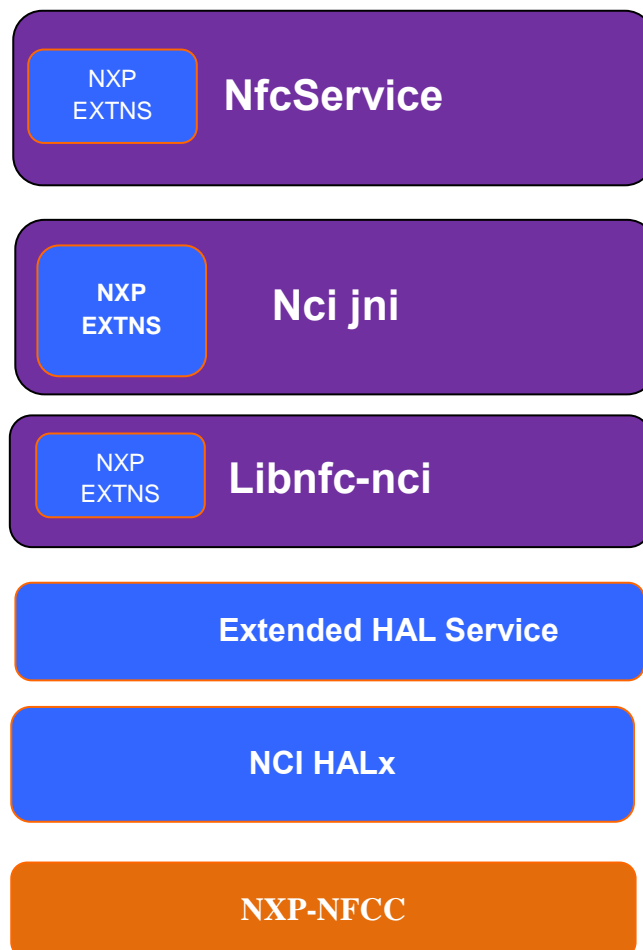 NXP
EXTNS
NfcService
NXP
EXTNS
Nci jni
NXP
EXTNS
Libnfc-nci
Extended HAL Service
NCI HALx
NXP-NFCC